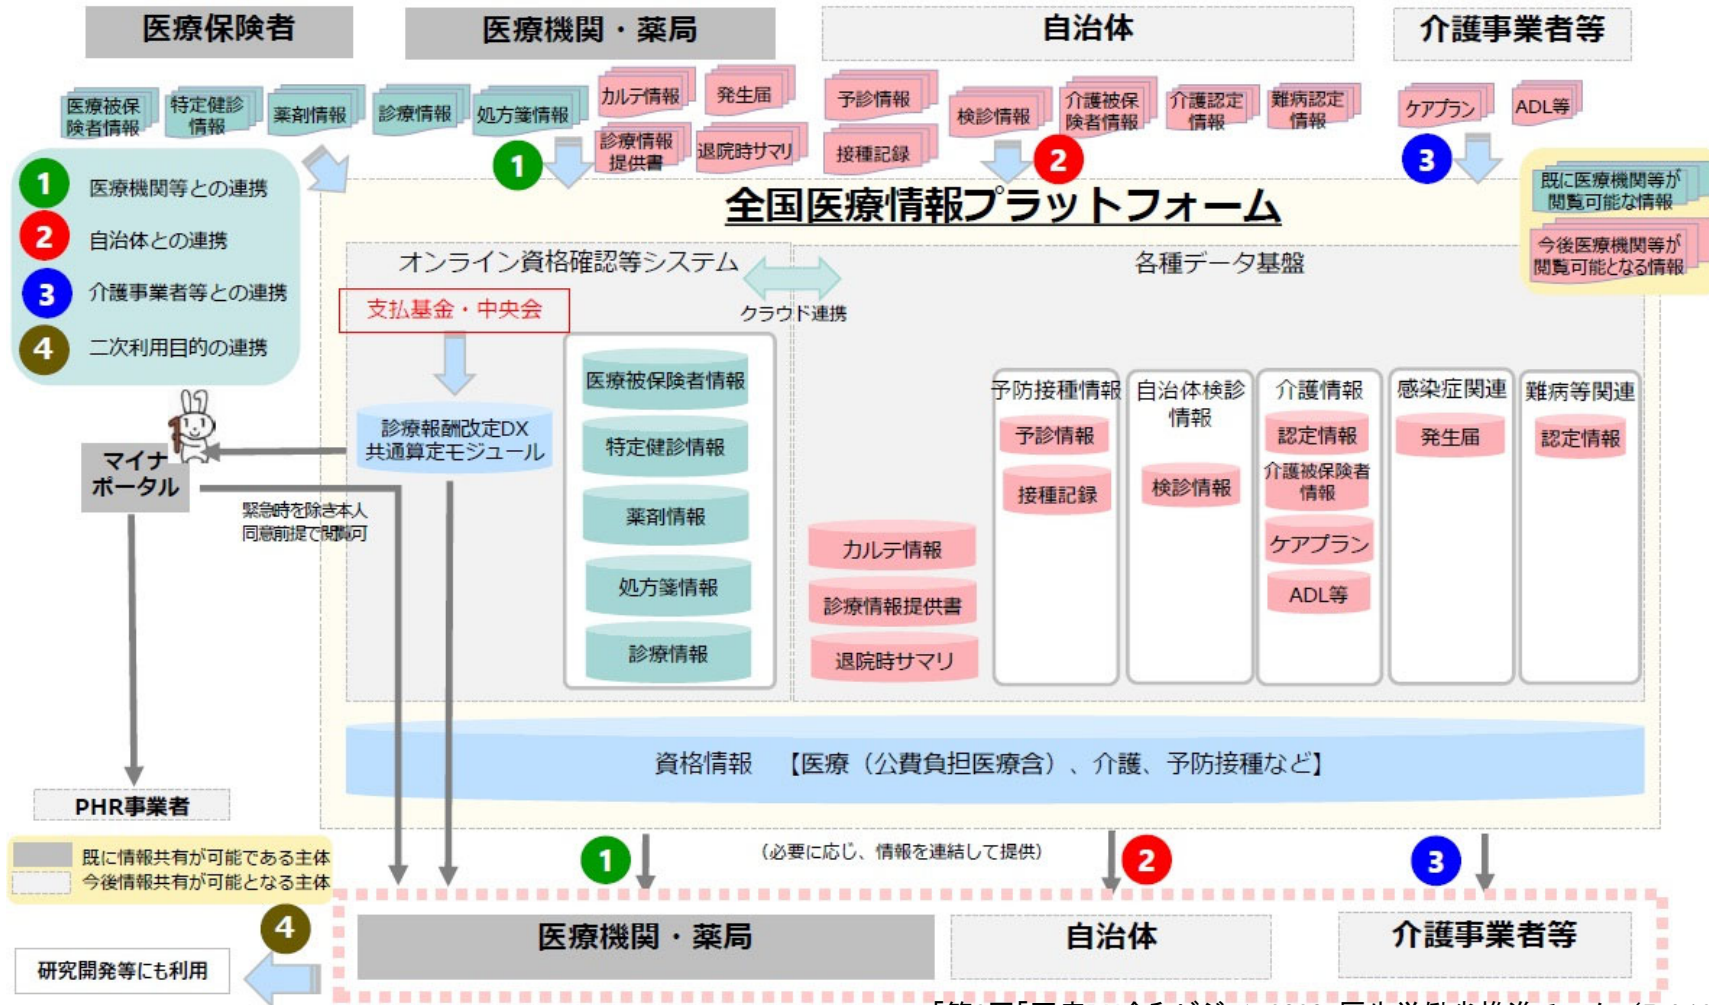 医療保険者
医療機関・薬局
自治体
介護事業者等
医療被保
険者情報
特定健診
情報
薬剤情報
診療情報
処方箋情報
カルテ情報
発生届
診療情報
提供書
退院時サマリ
予診情報
接種記録
検診情報
介護被保
険者情報
介護認定
情報
難病認定
情報
ケアプラン
ADL等
1
2
3
1 医療機関等との連携
2 自治体との連携
3 介護事業者等との連携
4 二次利用目的の連携
既に医療機関等が
閲覧可能な情報
今後医療機関等が
閲覧可能となる情報
全国医療情報プラットフォーム
オンライン資格確認等システム
クラウド連携
各種データ基盤
支払基金・中央会
診療報酬改定DX
共通算定モジュール
医療被保険者情報
特定健診情報
薬剤情報
処方箋情報
診療情報
カルテ情報
診療情報提供書
退院時サマリ
予防接種情報
予診情報
接種記録
自治体検診
情報
検診情報
介護情報
認定情報
介護被保険者
情報
ケアプラン
ADL等
感染症関連
発生届
難病等関連
認定情報
マイナ
ポータル
緊急時を除き本人
同意前提で閲覧可
資格情報 【医療（公費負担医療含）、介護、予防接種など】
PHR事業者
既に情報共有が可能である主体
今後情報共有が可能となる主体
1
（必要に応じ、情報を連結して提供）
2
3
4
医療機関・薬局
自治体
介護事業者等
研究開発等にも利用